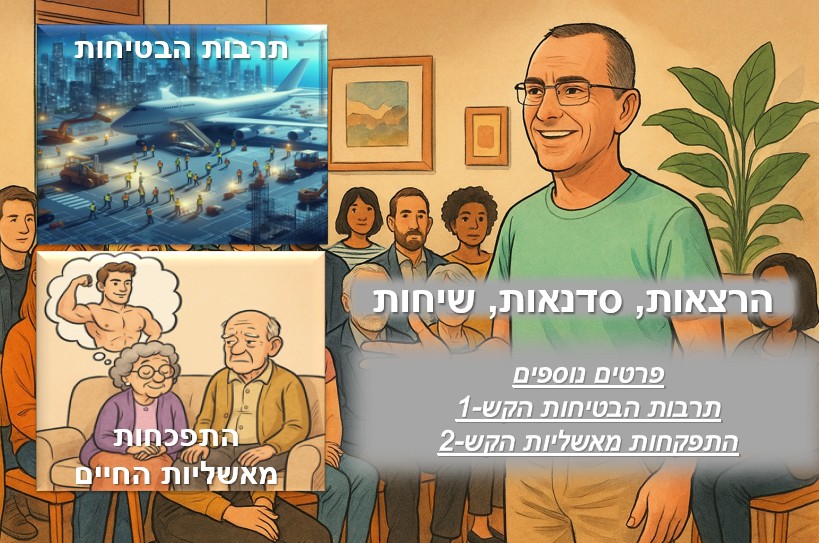 תרבות הבטיחות
הרצאות, סדנאות, שיחות
פרטים נוספים
תרבות הבטיחות הקש-1
התפקחות מאשליות הקש-2
התפכחות
מאשליות החיים